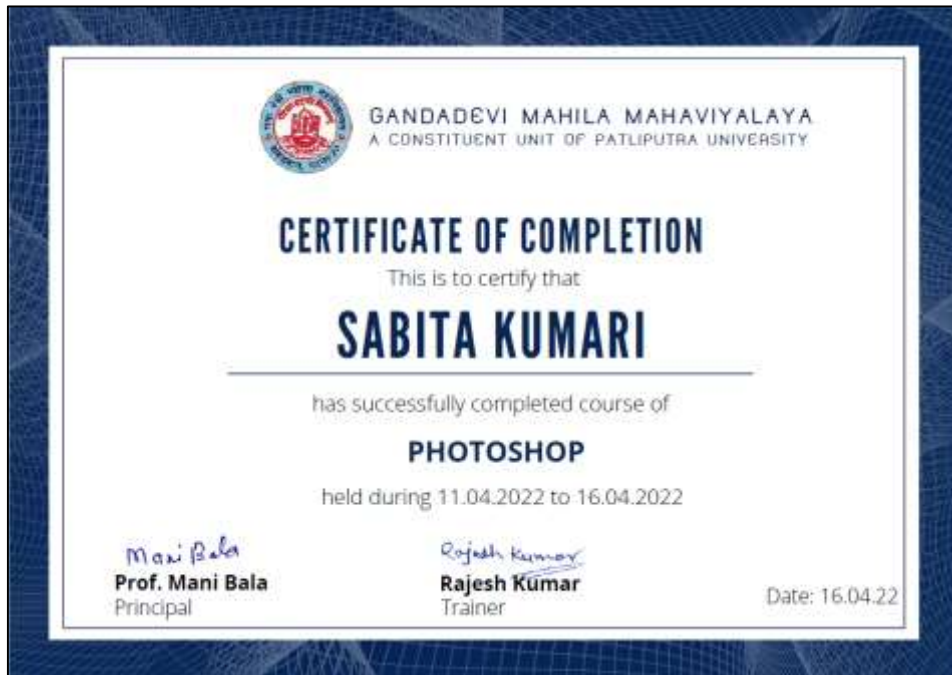 GANDADEVI MAHILA MAHAVIYALAYA
A CONSTITUENT UNIT OF PATLIPUTRA UNIVERSITY
CERTIFICATE OF COMPLETION
This is to certify that
SABITA KUMARI
has successfully completed course of
PHOTOSHOP
held during 11.04.2022 to 16.04.2022
Mani Bala
Rajesh Kumar
Prof. Mani Bala
Rajesh Kumar
Principal
Trainer
Date: 16.04.22